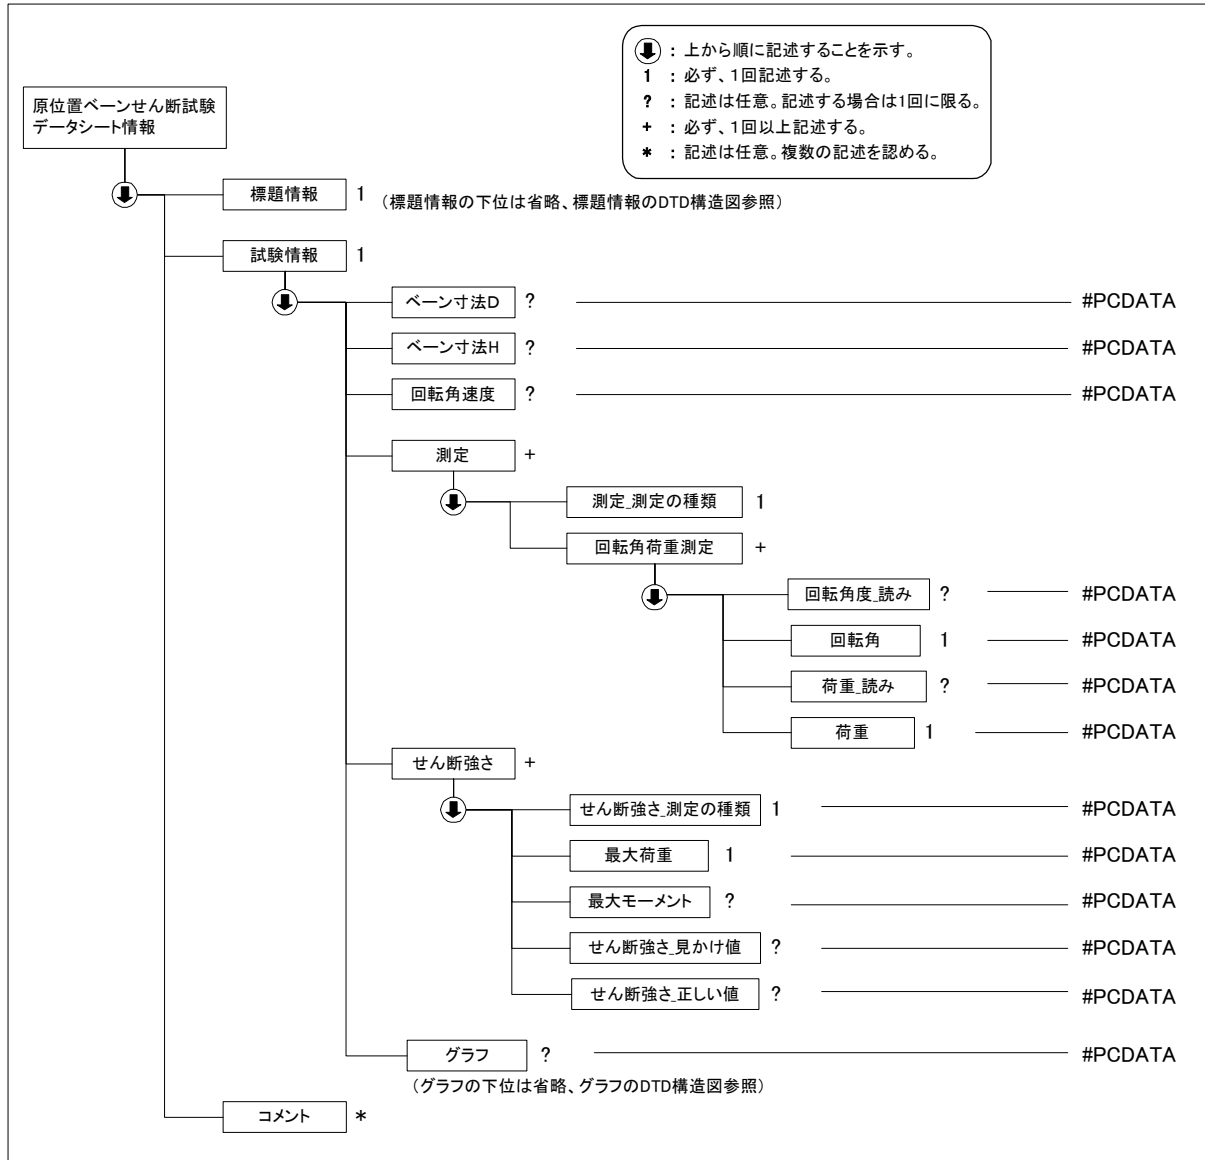 ：上から順に記述することを示す。
1：必ず、1回記述する。
?：記述は任意。記述する場合は1回に限る。
+：必ず、1回以上記述する。
*：記述は任意。複数の記述を認める。
原位置ベーンせん断試験
データシート情報
標題情報 1 （標題情報の下位は省略、標題情報のDTD構造図参照）
試験情報 1
ベーン寸法D ? #PCDATA
ベーン寸法H ? #PCDATA
回転角速度 ? #PCDATA
測定 +
測定_測定の種類 1
回転角荷重測定 +
回転角度_読み ? #PCDATA
回転角 1 #PCDATA
荷重_読み ? #PCDATA
荷重 1 #PCDATA
せん断強さ +
せん断強さ_測定の種類 1 #PCDATA
最大荷重 1 #PCDATA
最大モーメント ? #PCDATA
せん断強さ_見かけ値 ? #PCDATA
せん断強さ_正しい値 ? #PCDATA
グラフ ? #PCDATA
（グラフの下位は省略、グラフのDTD構造図参照）
コメント *